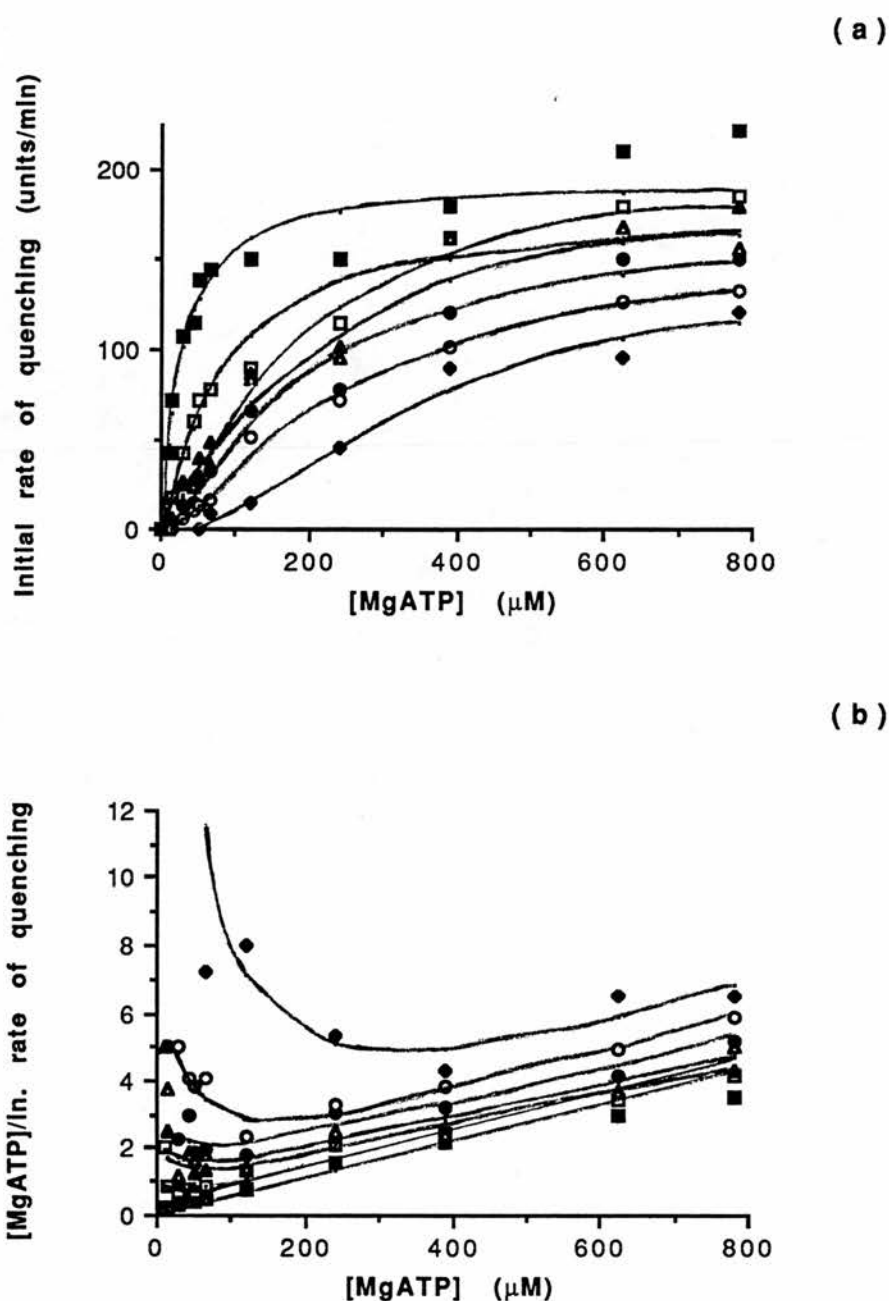 ( a )
Initial rate of quenching (units/min)
200
100
0
0 200 400 600 800
[MgATP] (μM)
( b )
[MgATP]/In. rate of quenching
12
10
8
6
4
2
0
0 200 400 600 800
[MgATP] (μM)